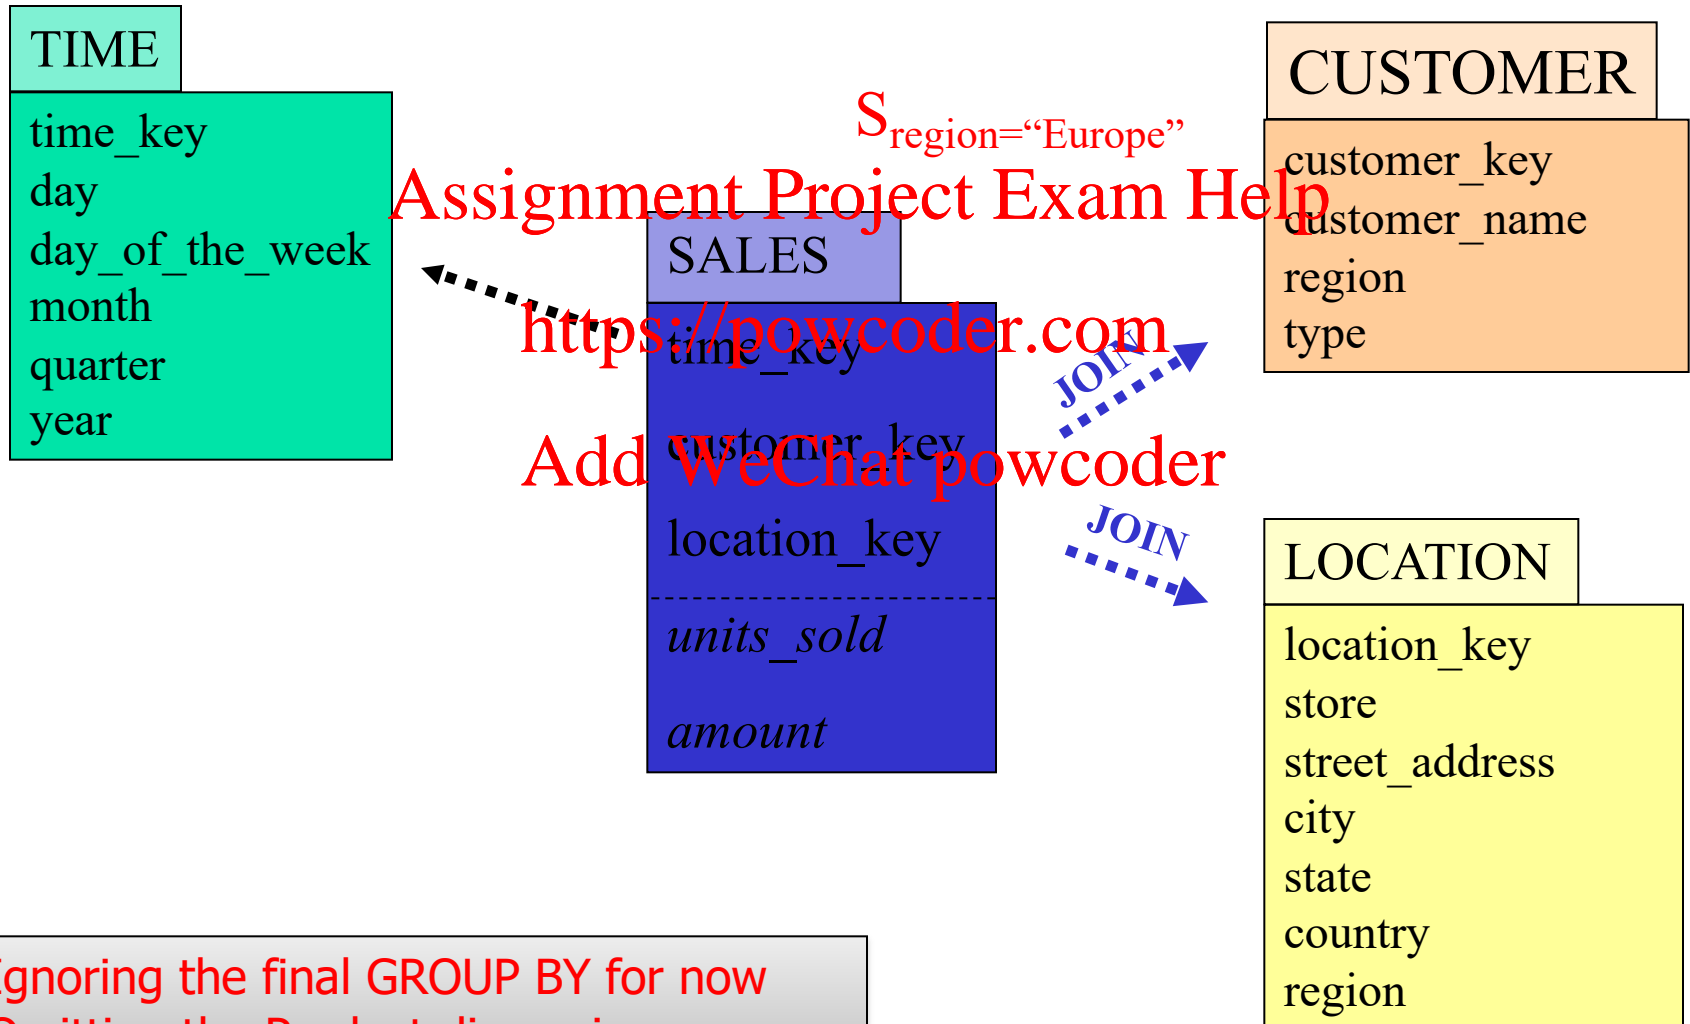 TIME
time_key
day
day_of_the_week
month
quarter
year
S region=“Europe”
Assignment Project Exam Help
https://powcoder.com
Add WeChat powcoder
SALES
time_key
customer_key
location_key
units_sold
amount
JOIN
JOIN
CUSTOMER
customer_key
customer_name
region
type
LOCATION
location_key
store
street_address
city
state
country
region
Ignoring the final GROUP BY for now